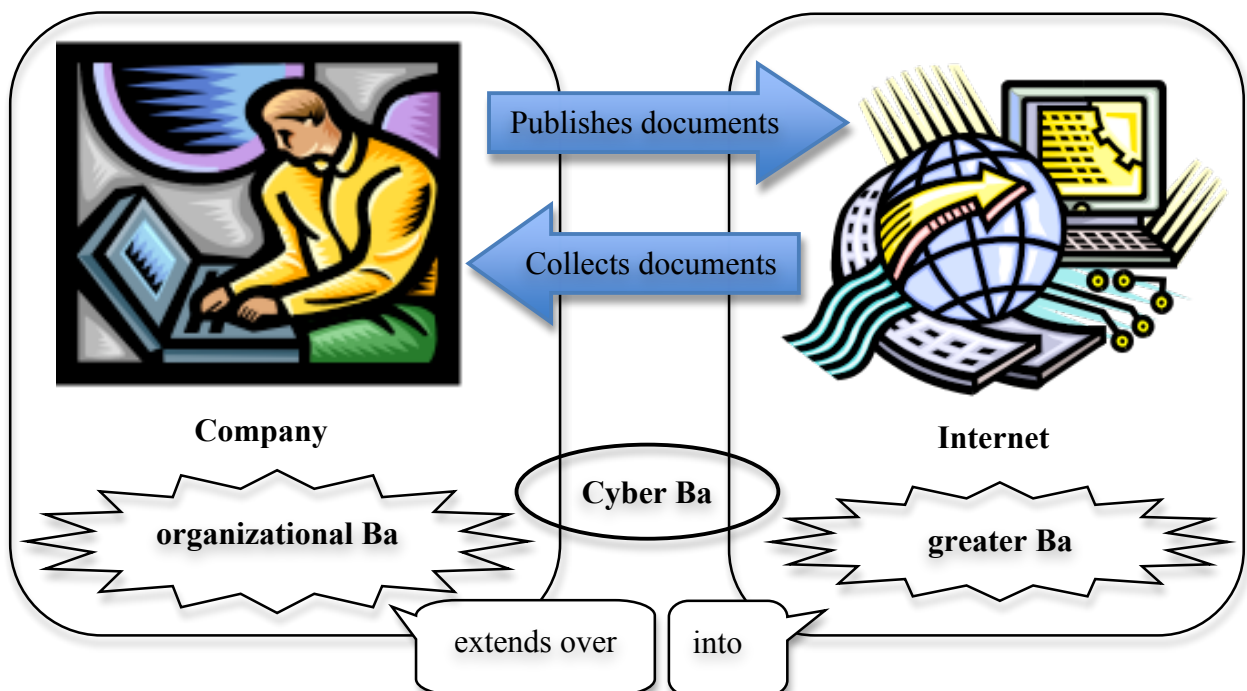 Publishes documents
Collects documents
Company
Internet
Cyber Ba
organizational Ba
greater Ba
extends over
into